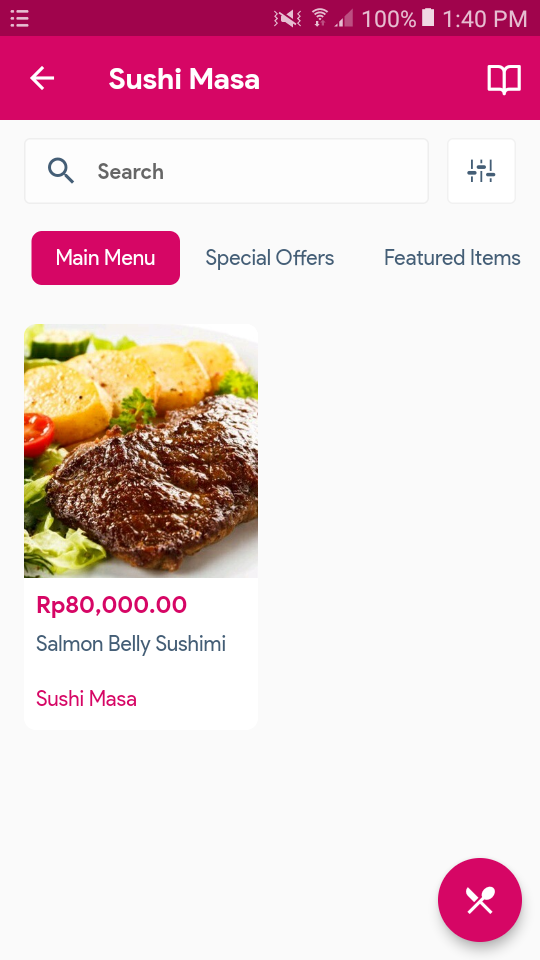 100% 1:40 PM
Sushi Masa
Search
Main Menu Special Offers Featured Items
Rp80,000.00
Salmon Belly Sushimi
Sushi Masa